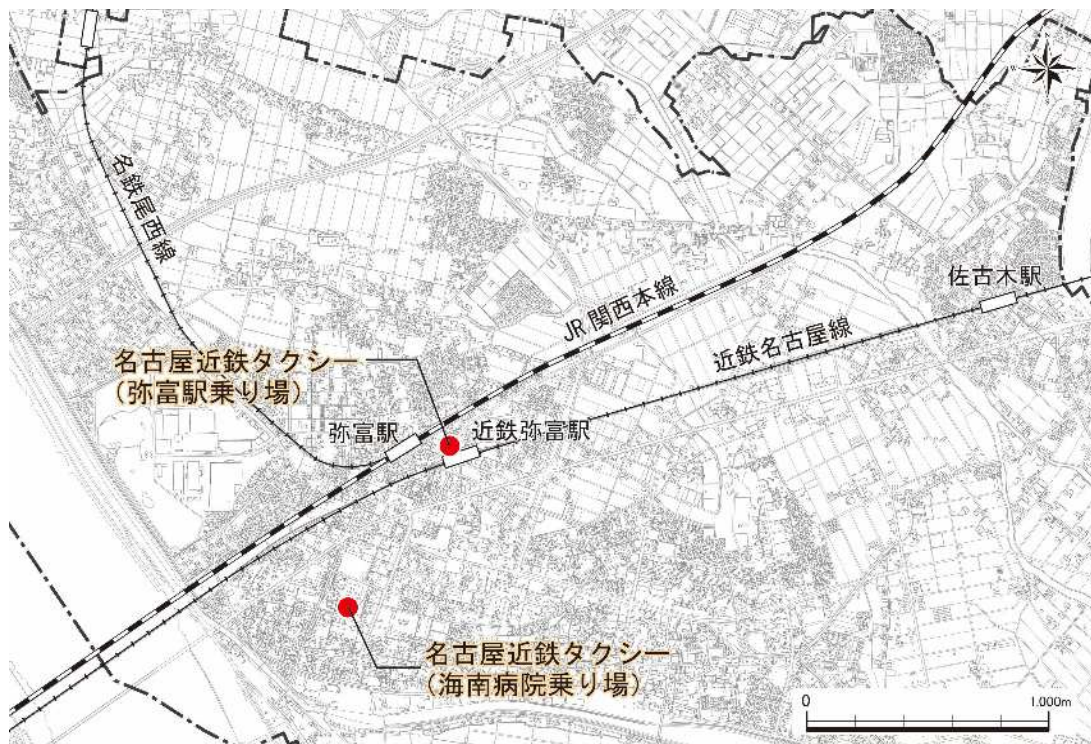 名鉄尾西線
JR関西本線
佐古木駅
近鉄名古屋線
名古屋近鉄タクシー
(弥富駅乗り場)
弥富駅
近鉄弥富駅
名古屋近鉄タクシー
(海南病院乗り場)
0
1,000m